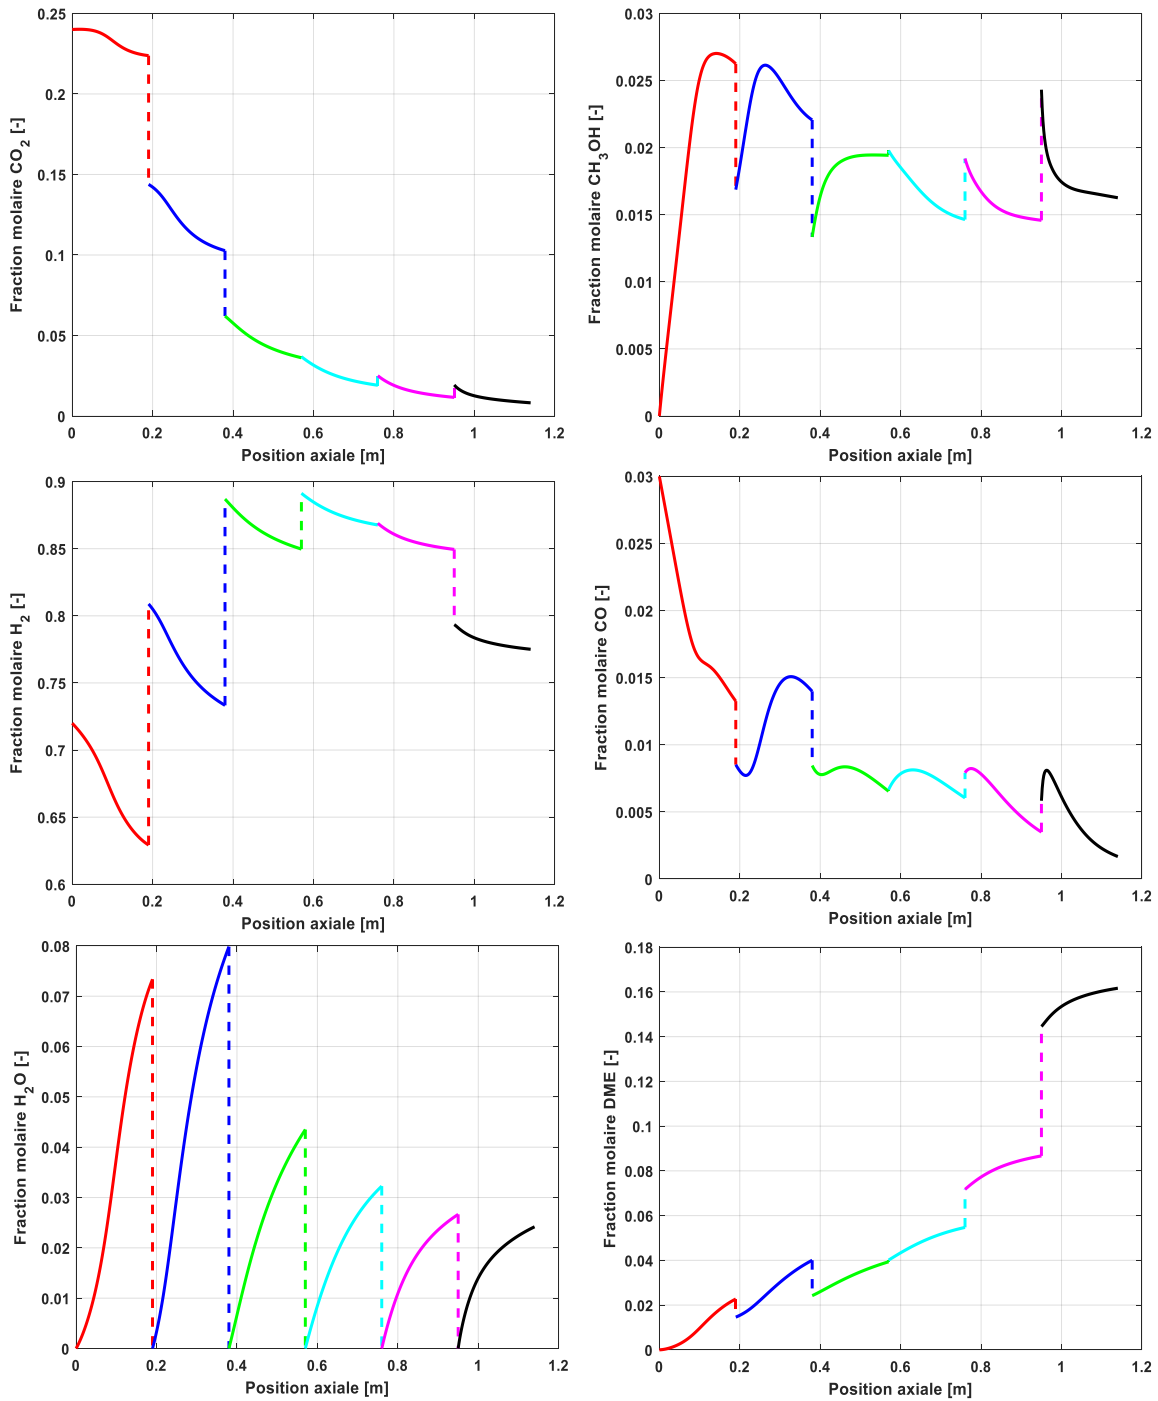 Fraction molaire CO2 [-]
0.25
0.2
0.15
0.1
0.05
0
0 0.2 0.4 0.6 0.8 1 1.2
Position axiale [m]
Fraction molaire CH3OH [-]
0.03
0.025
0.02
0.015
0.01
0.005
0
0 0.2 0.4 0.6 0.8 1 1.2
Position axiale [m]
Fraction molaire H2 [-]
0.9
0.85
0.8
0.75
0.7
0.65
0.6
0 0.2 0.4 0.6 0.8 1 1.2
Position axiale [m]
Fraction molaire CO [-]
0.03
0.025
0.02
0.015
0.01
0.005
0
0 0.2 0.4 0.6 0.8 1 1.2
Position axiale [m]
Fraction molaire H2O [-]
0.08
0.07
0.06
0.05
0.04
0.03
0.02
0.01
0
0 0.2 0.4 0.6 0.8 1 1.2
Position axiale [m]
Fraction molaire DME [-]
0.18
0.16
0.14
0.12
0.1
0.08
0.06
0.04
0.02
0
0 0.2 0.4 0.6 0.8 1 1.2
Position axiale [m]